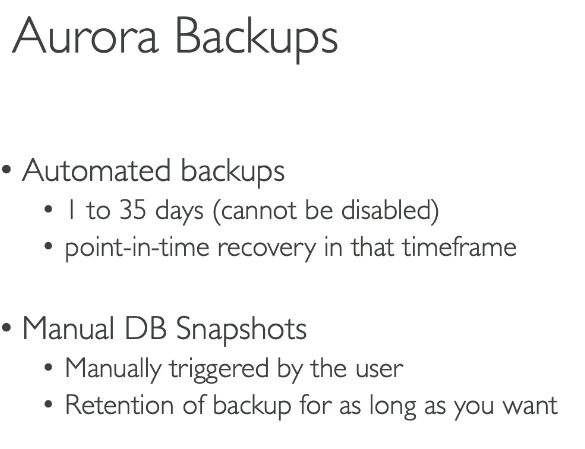 Aurora Backups
• Automated backups
• 1 to 35 days (cannot be disabled)
• point-in-time recovery in that timeframe
• Manual DB Snapshots
• Manually triggered by the user
• Retention of backup for as long as you want